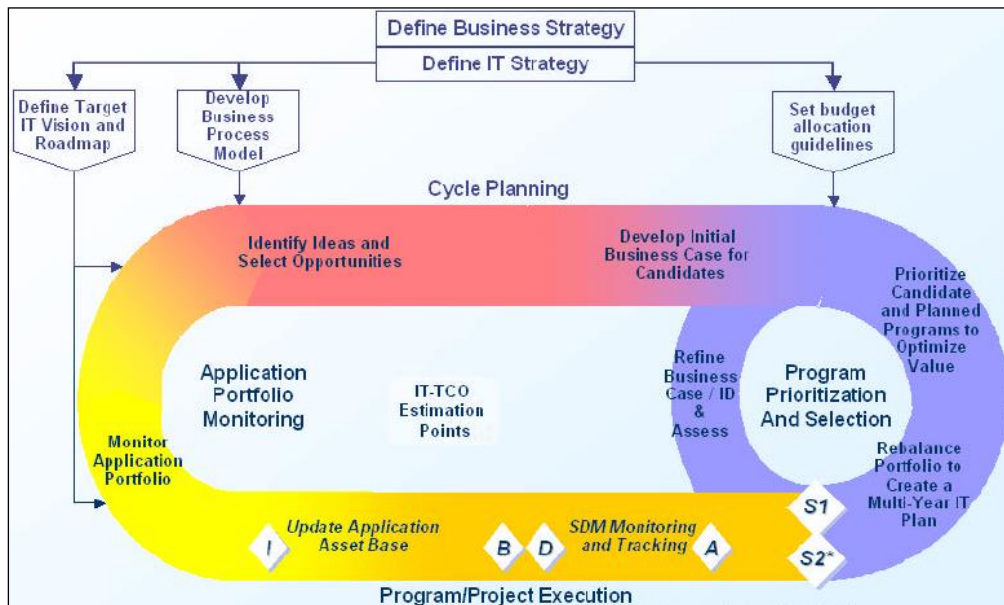 Define Business Strategy
Define IT Strategy
Define Target
IT Vision and
Roadmap
Develop
Business
Process
Model
Set budget
allocation
guidelines
Cycle Planning
Identify Ideas and
Select Opportunities
Develop Initial
Business Case for
Candidates
Prioritize
Candidate
and Planned
Programs to
Optimize
Value
Application
Portfolio
Monitoring
IT-TCO
Estimation
Points
Refine
Business
Case / ID
&
Assess
Program
Prioritization
And Selection
Monitor
Application
Portfolio
Rebalance
Portfolio to
Create a
Multi-Year IT
Plan
I
Update Application
Asset Base
B
D
SDM Monitoring
and Tracking
A
S1
S2*
Program/Project Execution